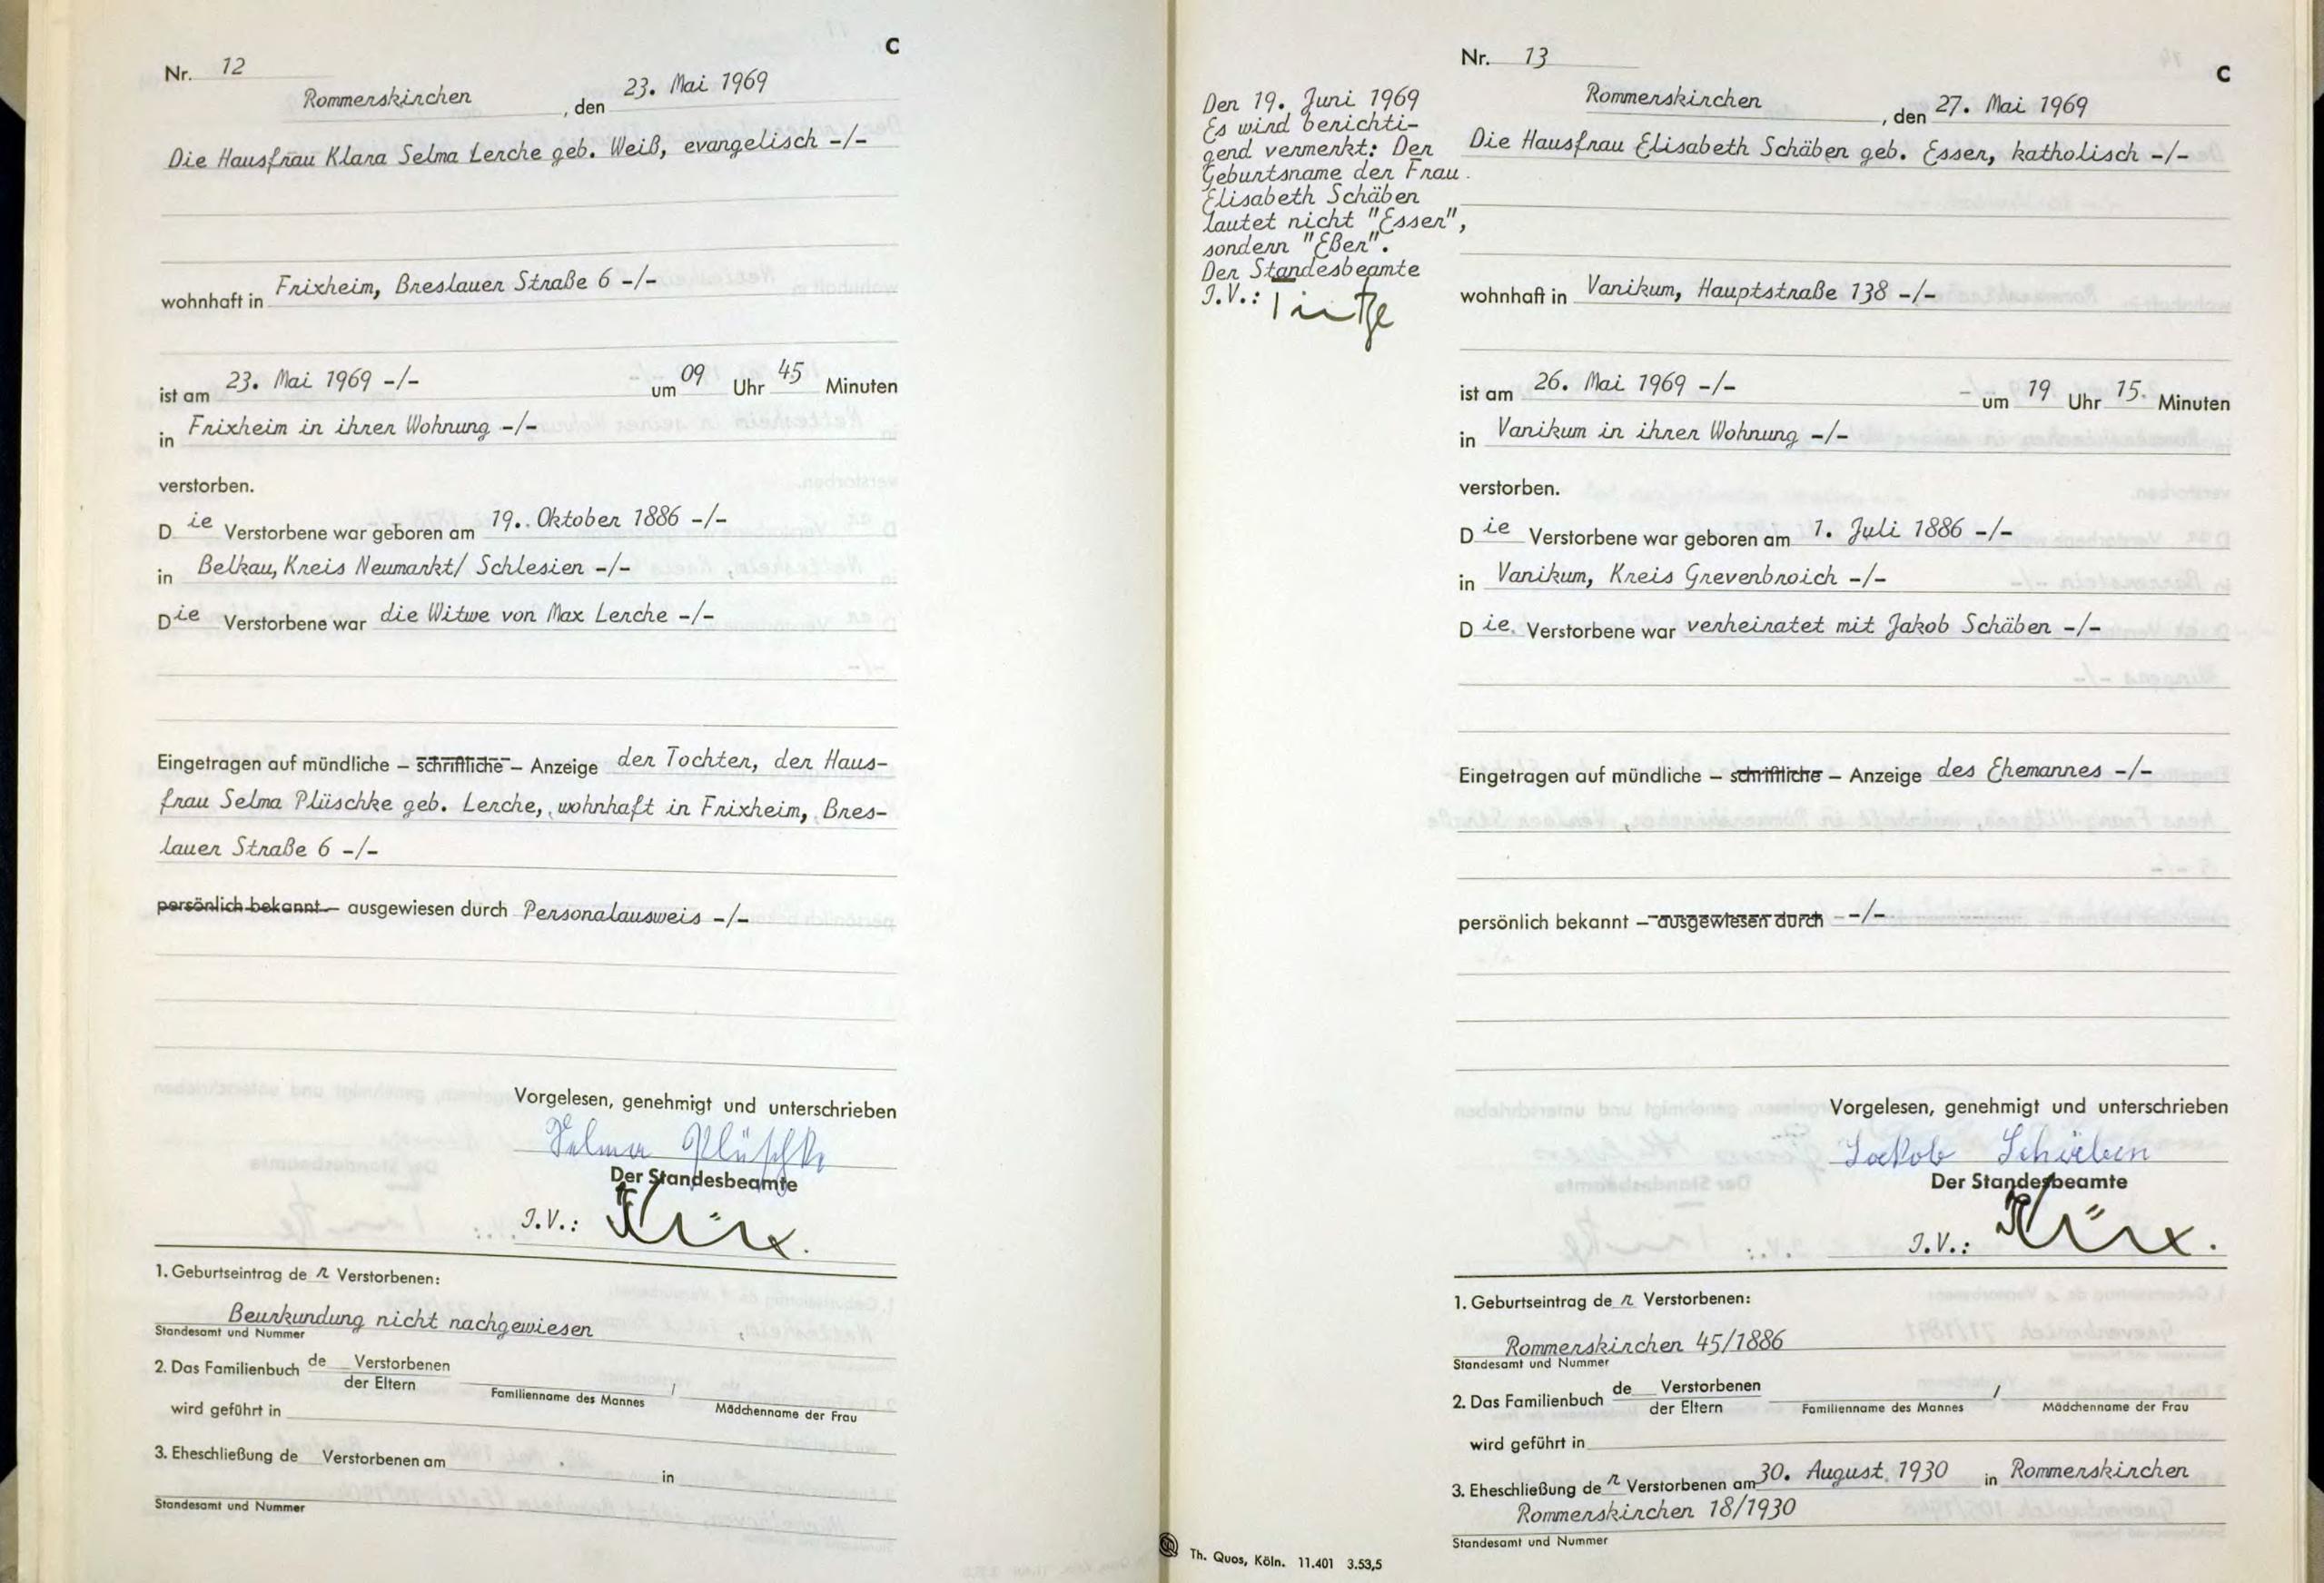 C
Nr. 12
Rommerskirchen, den 23. Mai 1969
Die Hausfrau Klara Selma Lerche geb. Weiß, evangelisch -/-
wohnhaft in Frixheim, Breslauer Straße 6 -/-
ist am 23. Mai 1969 -/- um 09 Uhr 45 Minuten
in Frixheim in ihrer Wohnung -/-
verstorben.
Die Verstorbene war geboren am 19. Oktober 1886 -/-
in Belkau, Kreis Neumarkt/ Schlesien -/-
Die Verstorbene war die Witwe von Max Lerche -/-
Eingetragen auf mündliche – schriftliche – Anzeige der Tochter, der Haus-
frau Selma Plüschke geb. Lerche, wohnhaft in Frixheim, Bres-
lauer Straße 6 -/-
persönlich bekannt – ausgewiesen durch Personalausweis -/-
Vorgelesen, genehmigt und unterschrieben
Selma Plüschke
Der Standesbeamte
J.V.:
1. Geburtseintrag der Verstorbenen:
Beurkundung nicht nachgewiesen
Standesamt und Nummer
2. Das Familienbuch de Verstorbenen
der Eltern
/
Familienname des Mannes Mädchenname der Frau
wird geführt in
3. Eheschließung de Verstorbenen am in
Standesamt und Nummer
Nr. 13
C
Den 19. Juni 1969
Es wird berichti-
gend vermerkt: Der
Geburtsname der Frau
Elisabeth Schäben
lautet nicht "Esser",
sondern "Eßer".
Der Standesbeamte
J.V.:
Rommerskirchen, den 27. Mai 1969
Die Hausfrau Elisabeth Schäben geb. Esser, katholisch -/-
wohnhaft in Vanikum, Hauptstraße 138 -/-
ist am 26. Mai 1969 -/- um 19 Uhr 15. Minuten
in Vanikum in ihrer Wohnung -/-
verstorben.
Die Verstorbene war geboren am 1. Juli 1886 -/-
in Vanikum, Kreis Grevenbroich -/-
Die Verstorbene war verheiratet mit Jakob Schäben -/-
Eingetragen auf mündliche – schriftliche – Anzeige des Ehemannes -/-
persönlich bekannt – ausgewiesen durch -/-
Vorgelesen, genehmigt und unterschrieben
Jakob Schäben
Der Standesbeamte
J.V.:
1. Geburtseintrag der Verstorbenen:
Rommerskirchen 45/1886
Standesamt und Nummer
2. Das Familienbuch de Verstorbenen
der Eltern
/
Familienname des Mannes Mädchenname der Frau
wird geführt in
3. Eheschließung der Verstorbenen am 30. August 1930 in Rommerskirchen
Rommerskirchen 18/1930
Standesamt und Nummer
Th. Quos, Köln. 11.401 3.53,5